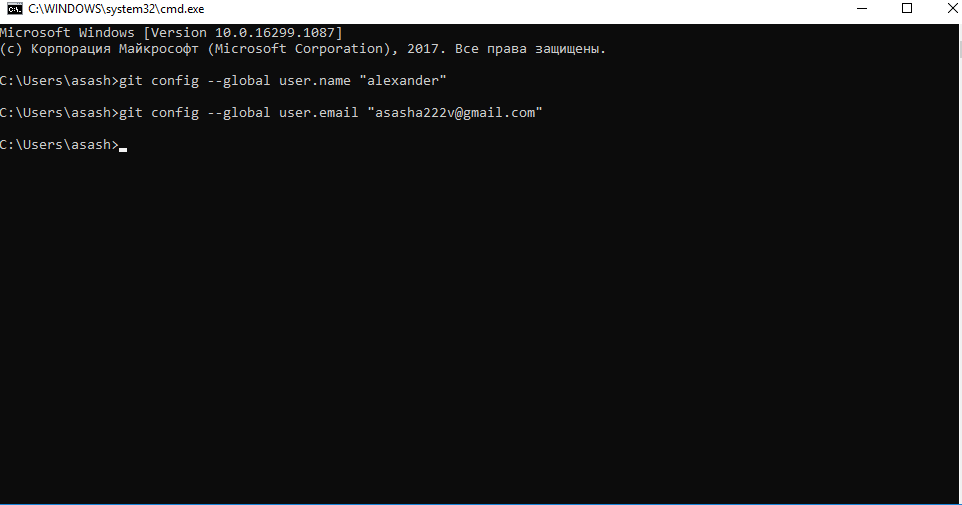 C:\WINDOWS\system32\cmd.exe
Microsoft Windows [Version 10.0.16299.1087]
(c) Корпорация Майкрософт (Microsoft Corporation), 2017. Все права защищены.
C:\Users\asash>git config --global user.name "alexander"
C:\Users\asash>git config --global user.email "asasha222v@gmail.com"
C:\Users\asash>